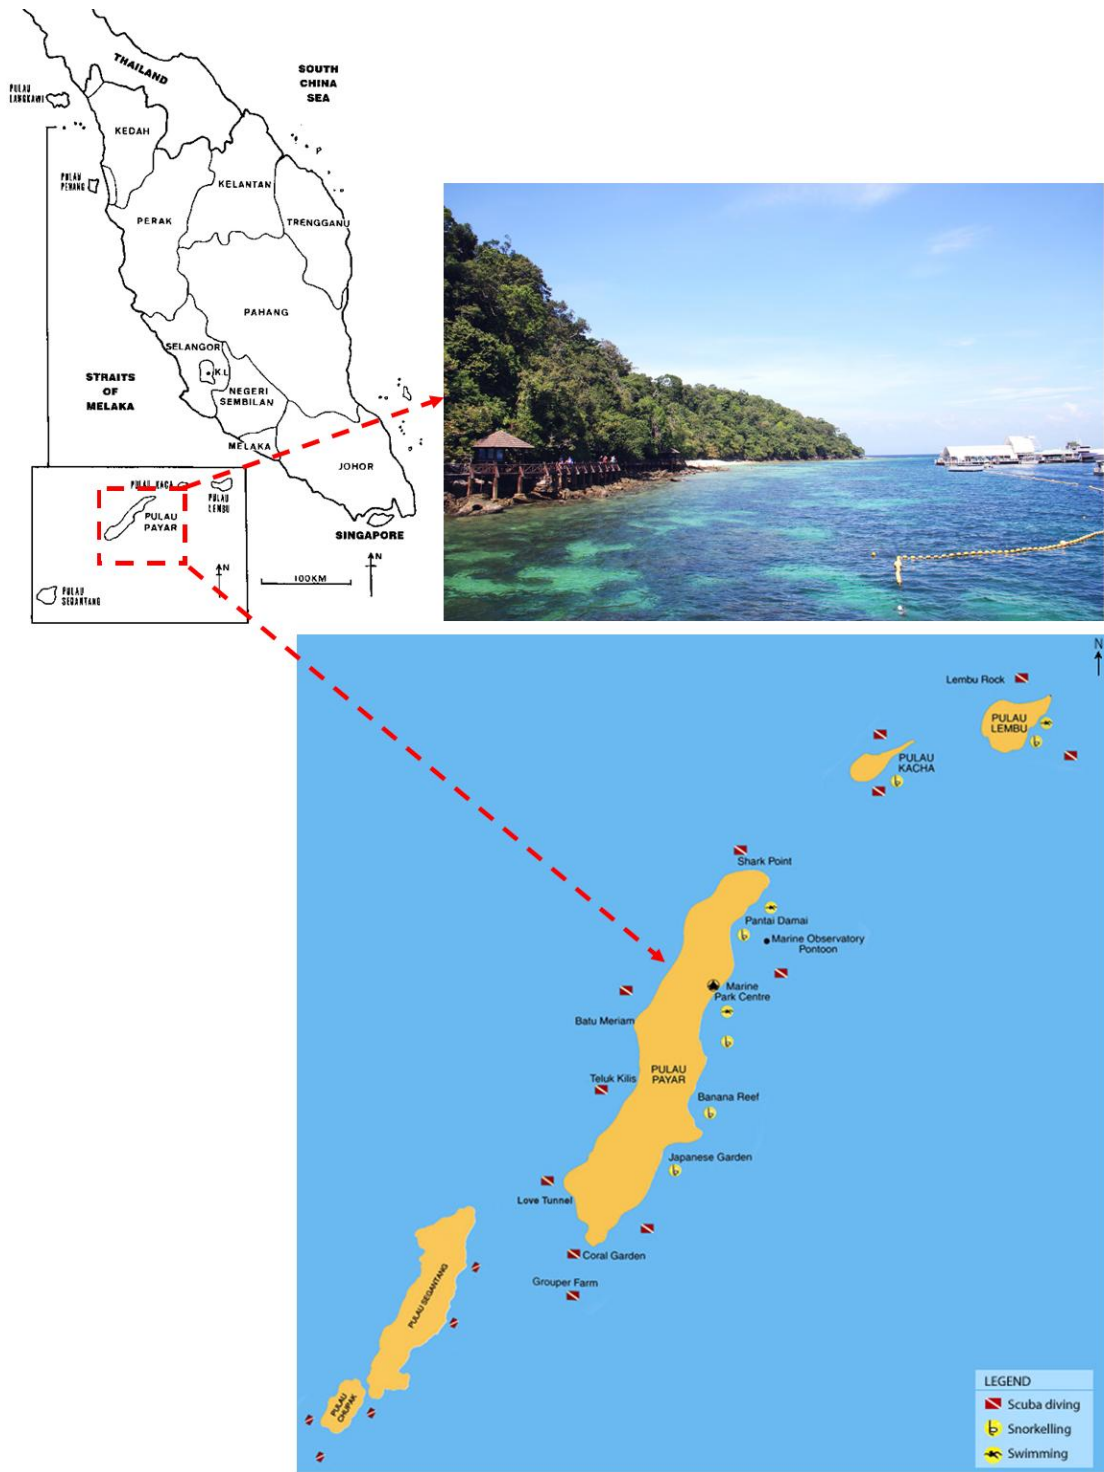 THAILAND
SOUTH
CHINA
SEA
PULAU
LANGKAWI
KEDAH
PULAU
PENANG
KELANTAN
PERAK
TRENGGANU
PAHANG
SELANGOR
K.L
STRAITS
OF
MELAKA
NEGERI
SEMBILAN
MELAKA
JOHOR
PULAU KACA
PULAU
LEMBU
PULAU
PAYAR
SINGAPORE
N
N
100KM
PULAU
SEGANTANG
N
Lembu Rock
PULAU
LEMBU
PULAU
KACHA
Shark Point
Pantai Damai
Marine Observatory
Pontoon
Marine
Park Centre
Batu Meriam
PULAU
PAYAR
Teluk Kilis
Banana Reef
Japanese Garden
Love Tunnel
Coral Garden
Grouper Farm
PULAU SEGANTANG
PULAU
CHUPAK
LEGEND
Scuba diving
Snorkelling
Swimming